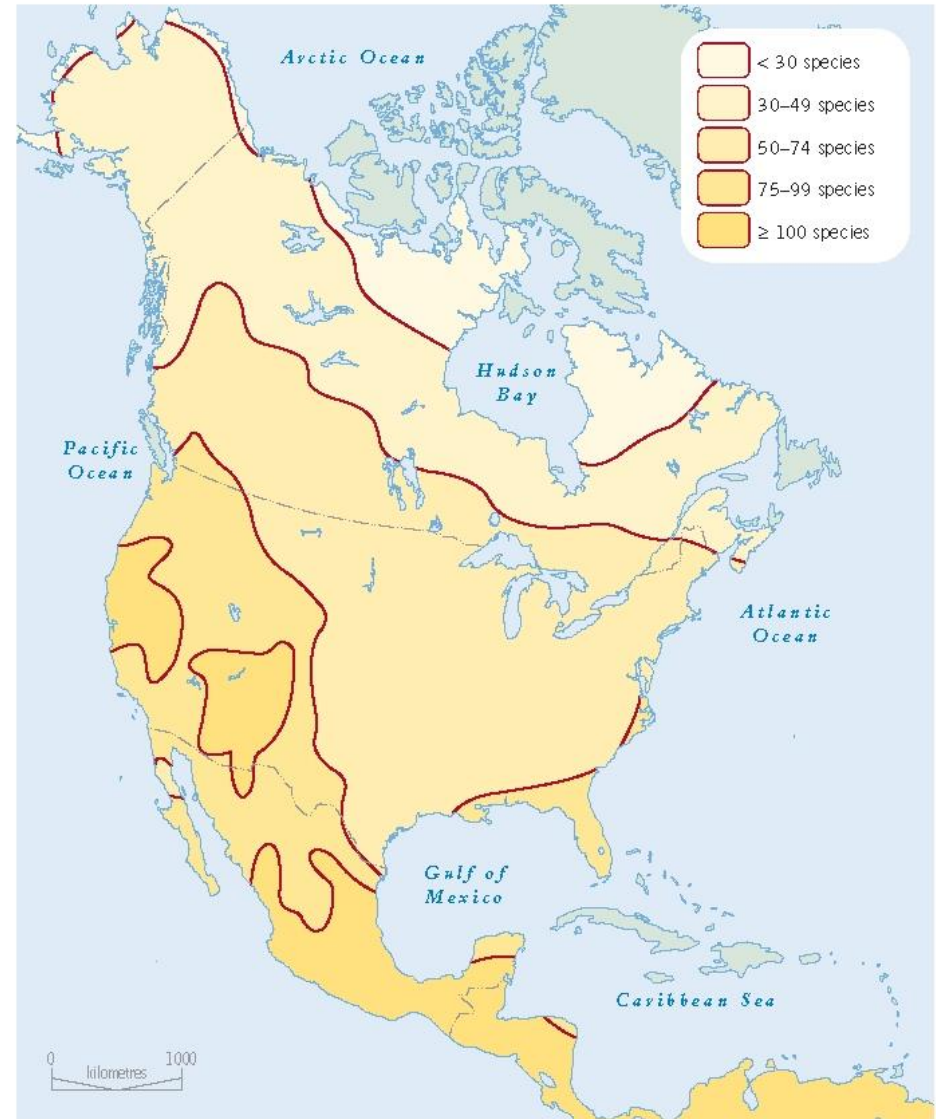 Arctic Ocean
< 30 species
30–49 species
50–74 species
75–99 species
≥ 100 species
Hudson
Bay
Pacific
Ocean
Atlantic
Ocean
Gulf of
Mexico
Caribbean Sea
0 1000
kilometres